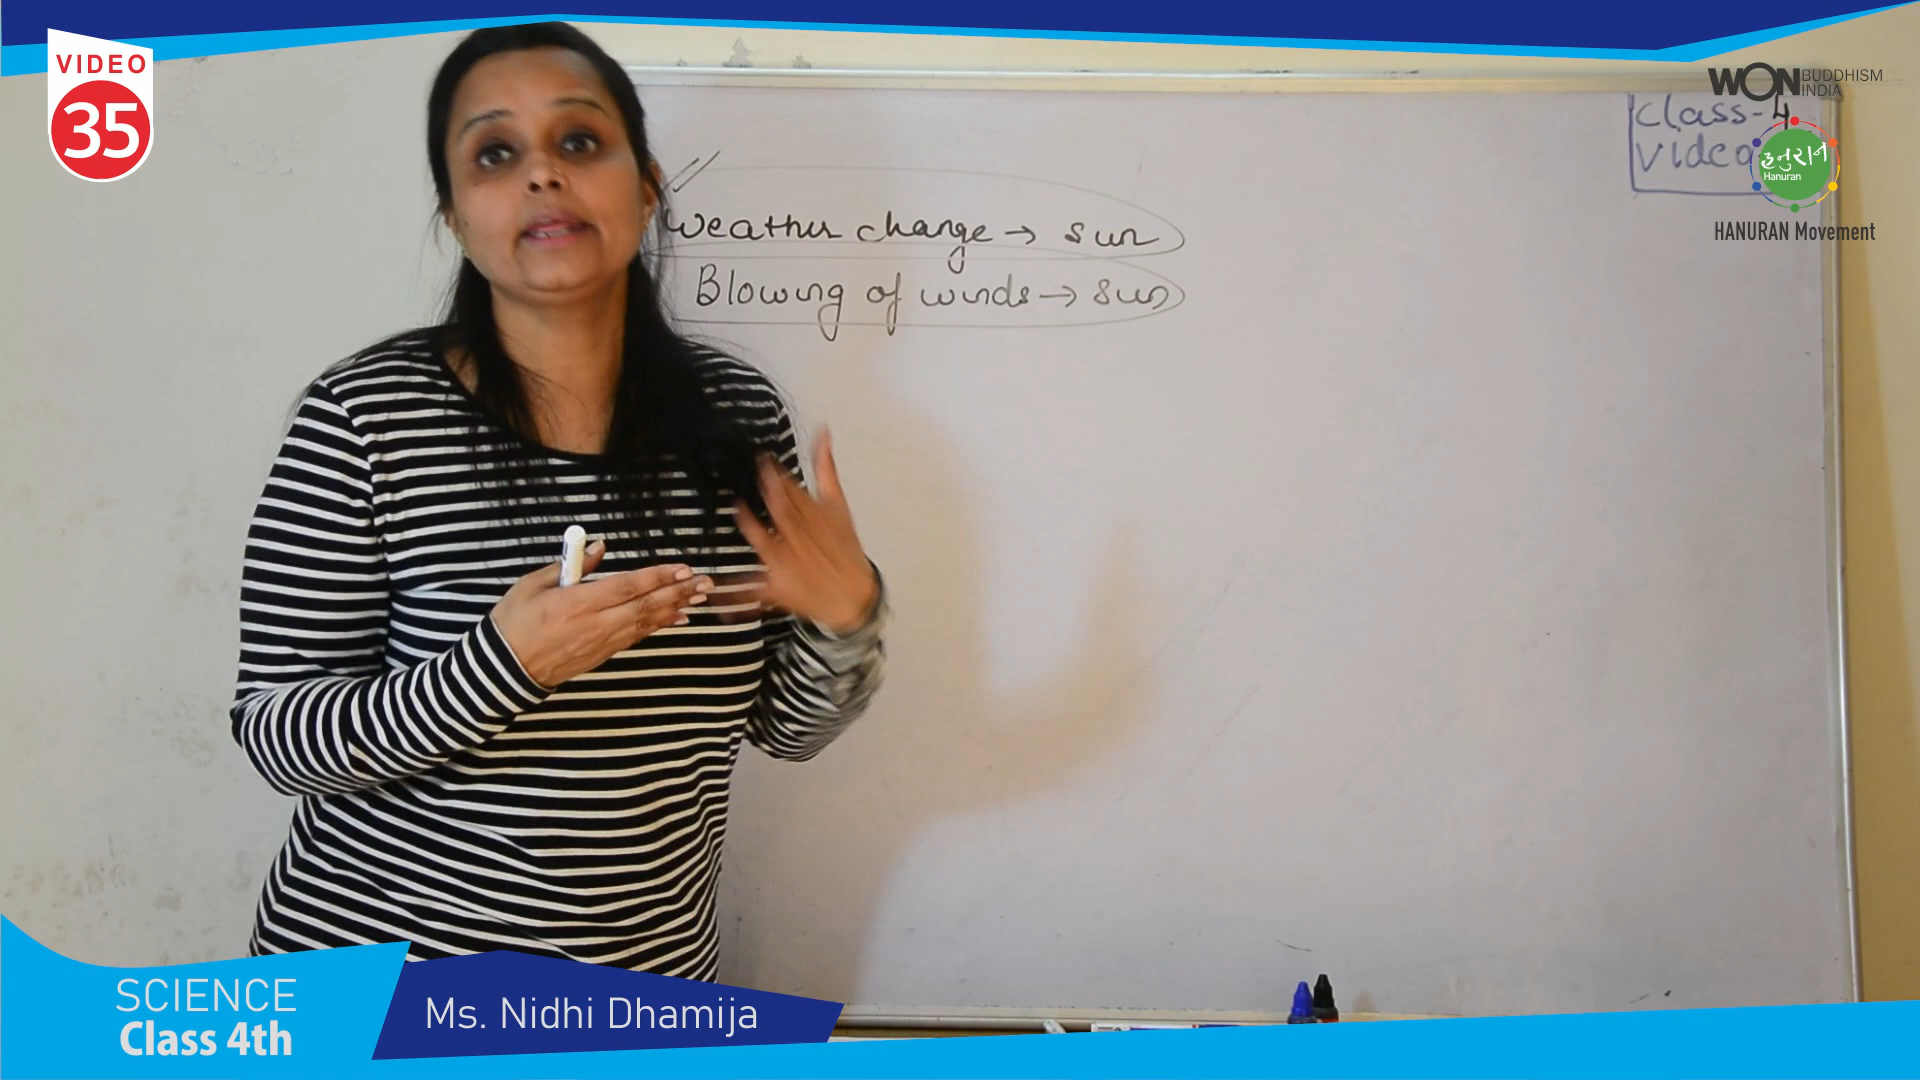 VIDEO
35
WON BUDDHISM
INDIA
Class-4
Video
હનુરાન
Hanuran
HANURAN Movement
Weather change → sun
Blowing of winds → sun
SCIENCE
Class 4th
Ms. Nidhi Dhamija